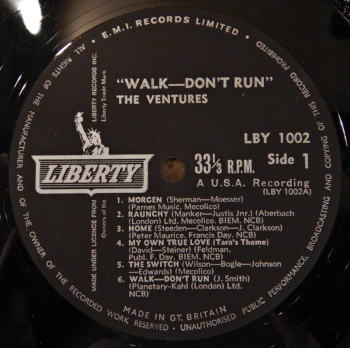 E.M.I. RECORDS LIMITED •
ALL RIGHTS OF THE MANUFACTURER AND OF THE OWNER OF THE RECORDED WORK RESERVED • UNAUTHORISED PUBLIC PERFORMANCE, BROADCASTING AND COPYING OF THIS RECORD PROHIBITED
LIBERTY RECORDS INC.
Liberty Trade Mark
"WALK—DON'T RUN"
THE VENTURES
LBY 1002
LIBERTY
33⅓ R.P.M.
Side 1
A U.S.A. Recording
(LBY 1002A)
MADE UNDER LICENCE FROM
Owners of the
1. MORGEN (Sherman—Moesser)
(Parnes Music. Mecolico)
2. RAUNCHY (Manker—Justis Jnr.) (Aberbach
(London) Ltd. Mecolico. BIEM. NCB)
3. HOME (Steeden—Clarkson—J. Clarkson)
(Peter Maurice. Francis Day. NCB)
4. MY OWN TRUE LOVE (Tara's Theme)
(David—Steiner) (Feldman.
Publ. F. Day. BIEM. NCB)
5. THE SWITCH (Wilson—Bogle—Johnson
—Edwards) (Mecolico)
6. WALK—DON'T RUN (J. Smith)
(Planetary-Kahl (London) Ltd.
NCB)
MADE IN GT. BRITAIN